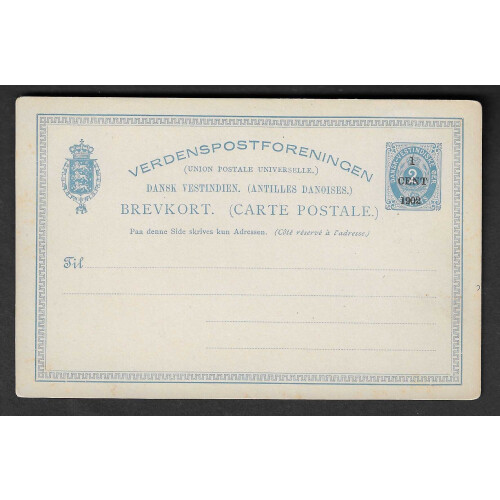 VERDENSPOSTFORENINGEN
(UNION POSTALE UNIVERSELLE.)
DANSK VESTINDIEN. (ANTILLES DANOISES.)
BREVKORT. (CARTE POSTALE.)
Paa denne Side skrives kun Adressen. (Côté réservé à l'adresse.)
Til
1
CENT
1902